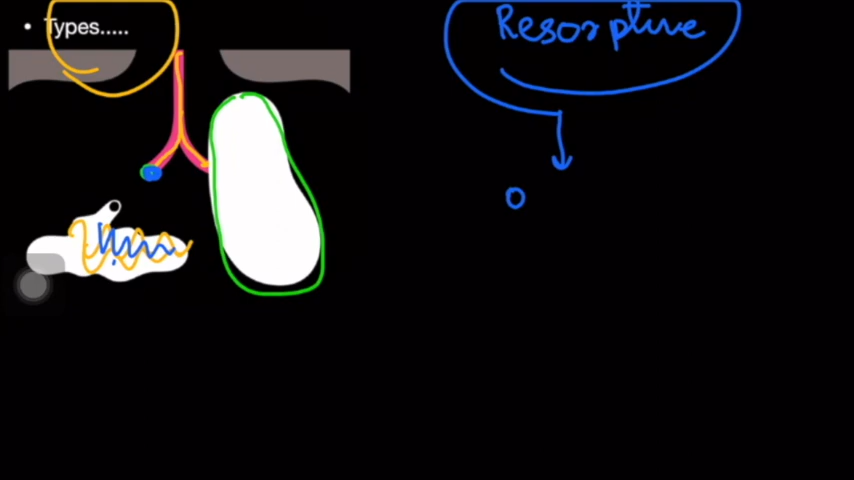 • Types.....
Resorptive
O